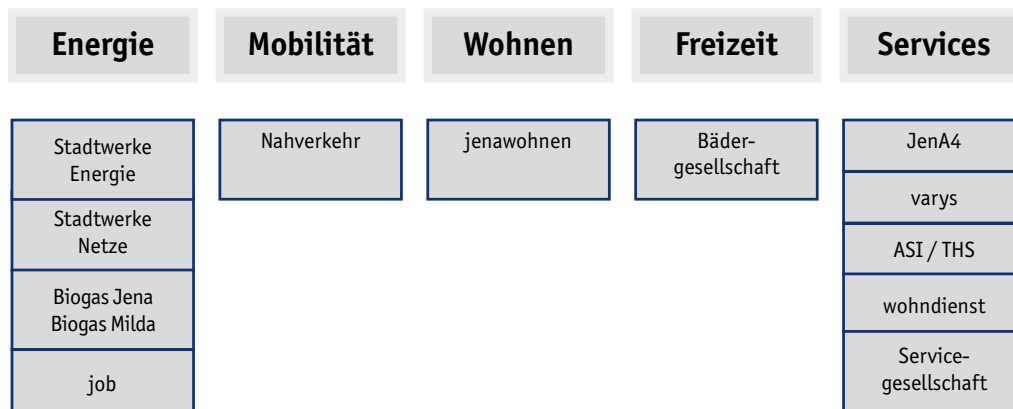 Energie
Mobilität
Wohnen
Freizeit
Services
Stadtwerke
Energie
Stadtwerke
Netze
Biogas Jena
Biogas Milda
job
Nahverkehr
jenawohnen
Bäder-
gesellschaft
JenA4
varys
ASI / THS
wohndienst
Service-
gesellschaft